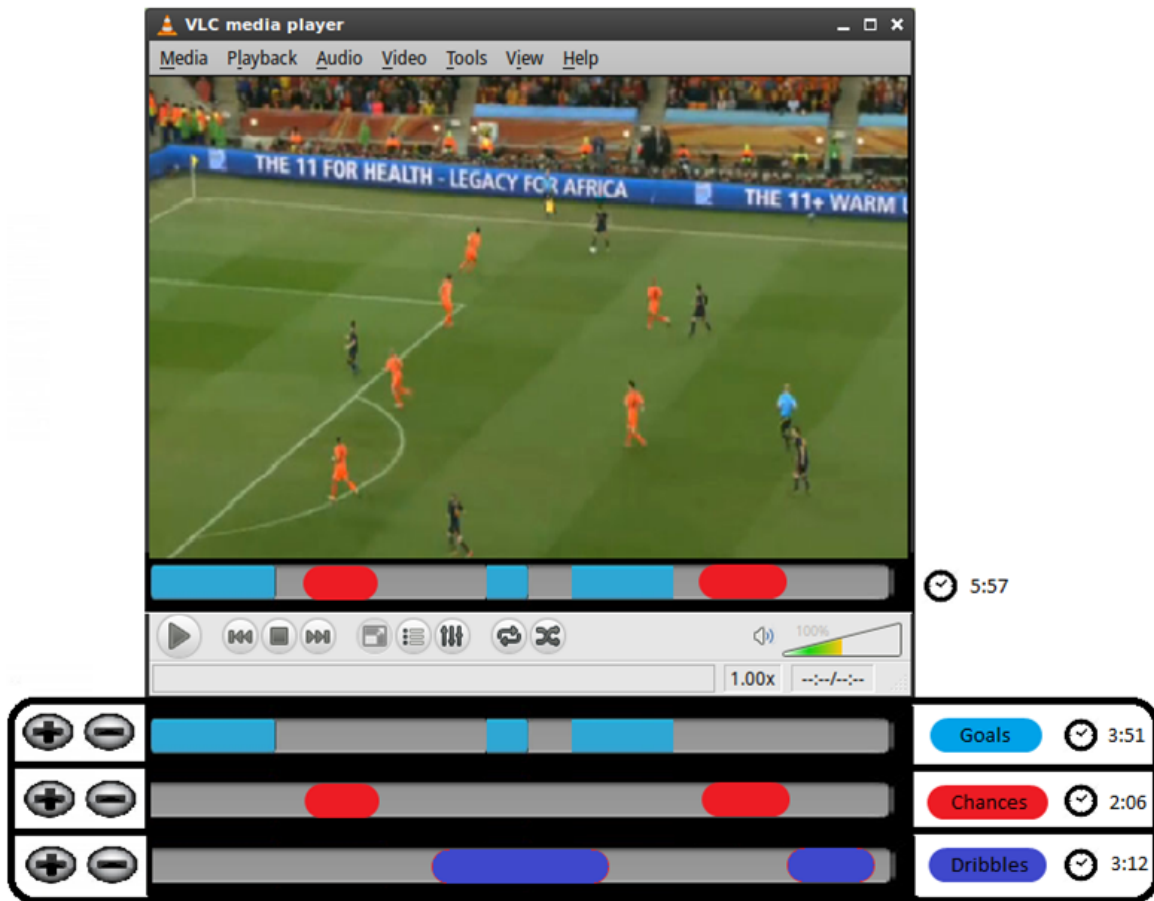 VLC media player
Media Playback Audio Video Tools View Help
THE 11 FOR HEALTH - LEGACY FOR AFRICA
THE 11+ WARM U
5:57
100%
1.00x
--:--/--:--
Goals
3:51
Chances
2:06
Dribbles
3:12